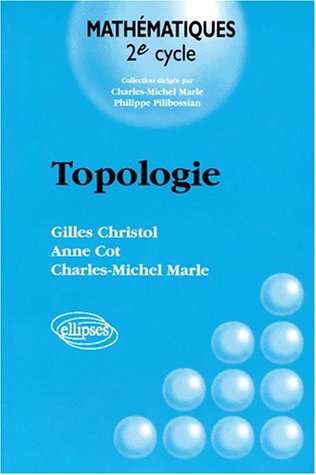 MATHÉMATIQUES
2e cycle
Collection dirigée par
Charles-Michel Marle
Philippe Pilibossian
Topologie
Gilles Christol
Anne Cot
Charles-Michel Marle
ellipses